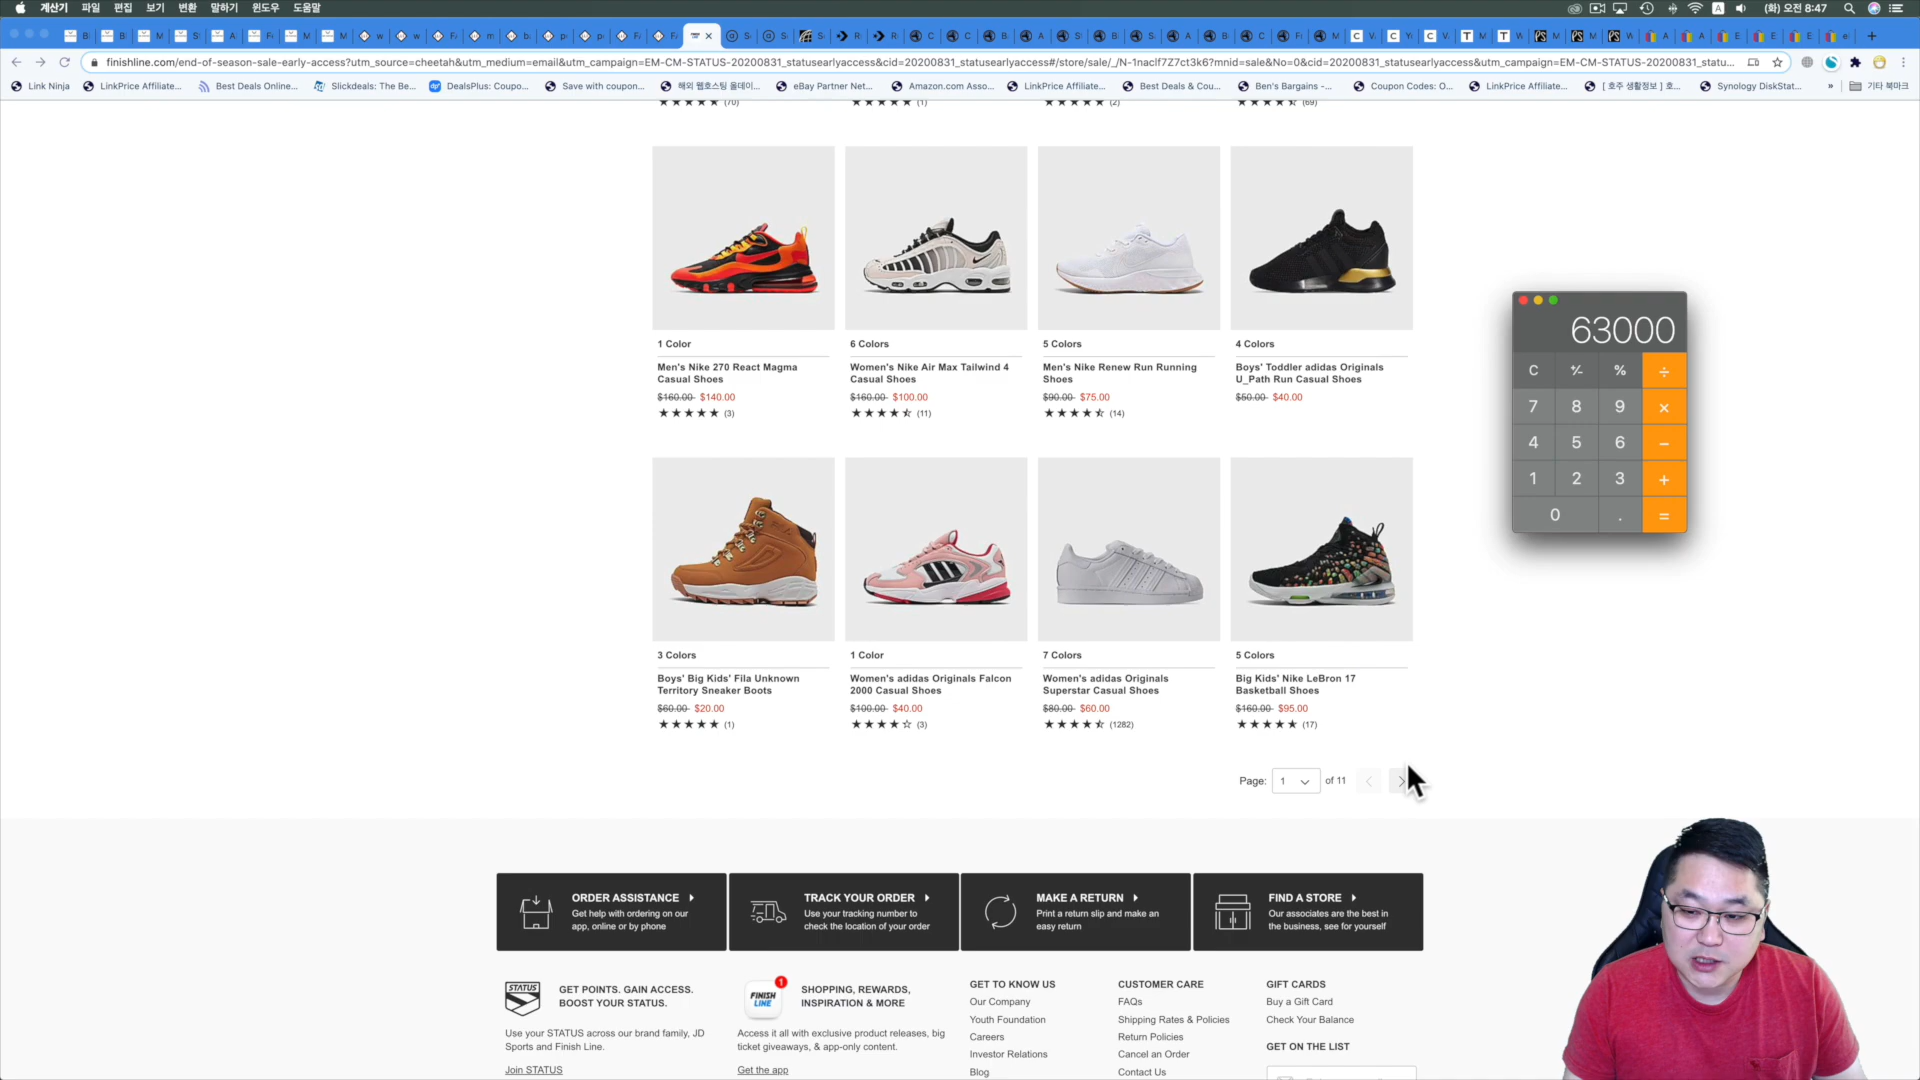 계산기 파일 편집 보기 변환 말하기 윈도우 도움말
(화) 오전 8:47
finishline.com/end-of-season-sale-early-access?utm_source=cheetah&utm_medium=email&utm_campaign=EM-CM-STATUS-20200831_statusearlyaccess&cid=20200831_statusearlyaccess#/store/sale/_/N-1naclf7Z7ct3k6?mnid=sale&No=0&cid=20200831_statusearlyaccess&utm_campaign=EM-CM-STATUS-20200831_statusearlyaccess&utm_medium=email&utm_source=cheetah
Link Ninja LinkPrice Affiliate... Best Deals Online... Slickdeals: The Be... DealsPlus: Coupo... Save with coupon... 해외 웹호스팅 올데이... eBay Partner Net... Amazon.com Asso... LinkPrice Affiliate... Best Deals & Cou... Ben's Bargains -... Coupon Codes: O... LinkPrice Affiliate... [ 호주 생활정보 ] 호... Synology DiskStat... » 기타 북마크
(70) (1) (2) (69)
1 Color
Men's Nike 270 React Magma
Casual Shoes
$160.00 $140.00
(3)
6 Colors
Women's Nike Air Max Tailwind 4
Casual Shoes
$160.00 $100.00
(11)
5 Colors
Men's Nike Renew Run Running
Shoes
$90.00 $75.00
(14)
4 Colors
Boys' Toddler adidas Originals
U_Path Run Casual Shoes
$50.00 $40.00
63000
C +⁄- % ÷
7 8 9 ×
4 5 6 −
1 2 3 +
0 . =
3 Colors
Boys' Big Kids' Fila Unknown
Territory Sneaker Boots
$60.00 $20.00
(1)
1 Color
Women's adidas Originals Falcon
2000 Casual Shoes
$100.00 $40.00
(3)
7 Colors
Women's adidas Originals
Superstar Casual Shoes
$80.00 $60.00
(1282)
5 Colors
Big Kids' Nike LeBron 17
Basketball Shoes
$160.00 $95.00
(17)
Page: 1 of 11
ORDER ASSISTANCE
Get help with ordering on our
app, online or by phone
TRACK YOUR ORDER
Use your tracking number to
check the location of your order
MAKE A RETURN
Print a return slip and make an
easy return
FIND A STORE
Our associates are the best in
the business, see for yourself
STATUS
GET POINTS. GAIN ACCESS.
BOOST YOUR STATUS.
Use your STATUS across our brand family, JD
Sports and Finish Line.
Join STATUS
FINISH
LINE
1
SHOPPING, REWARDS,
INSPIRATION & MORE
Access it all with exclusive product releases, big
ticket giveaways, & app-only content.
Get the app
GET TO KNOW US
Our Company
Youth Foundation
Careers
Investor Relations
Blog
CUSTOMER CARE
FAQs
Shipping Rates & Policies
Return Policies
Cancel an Order
Contact Us
GIFT CARDS
Buy a Gift Card
Check Your Balance
GET ON THE LIST